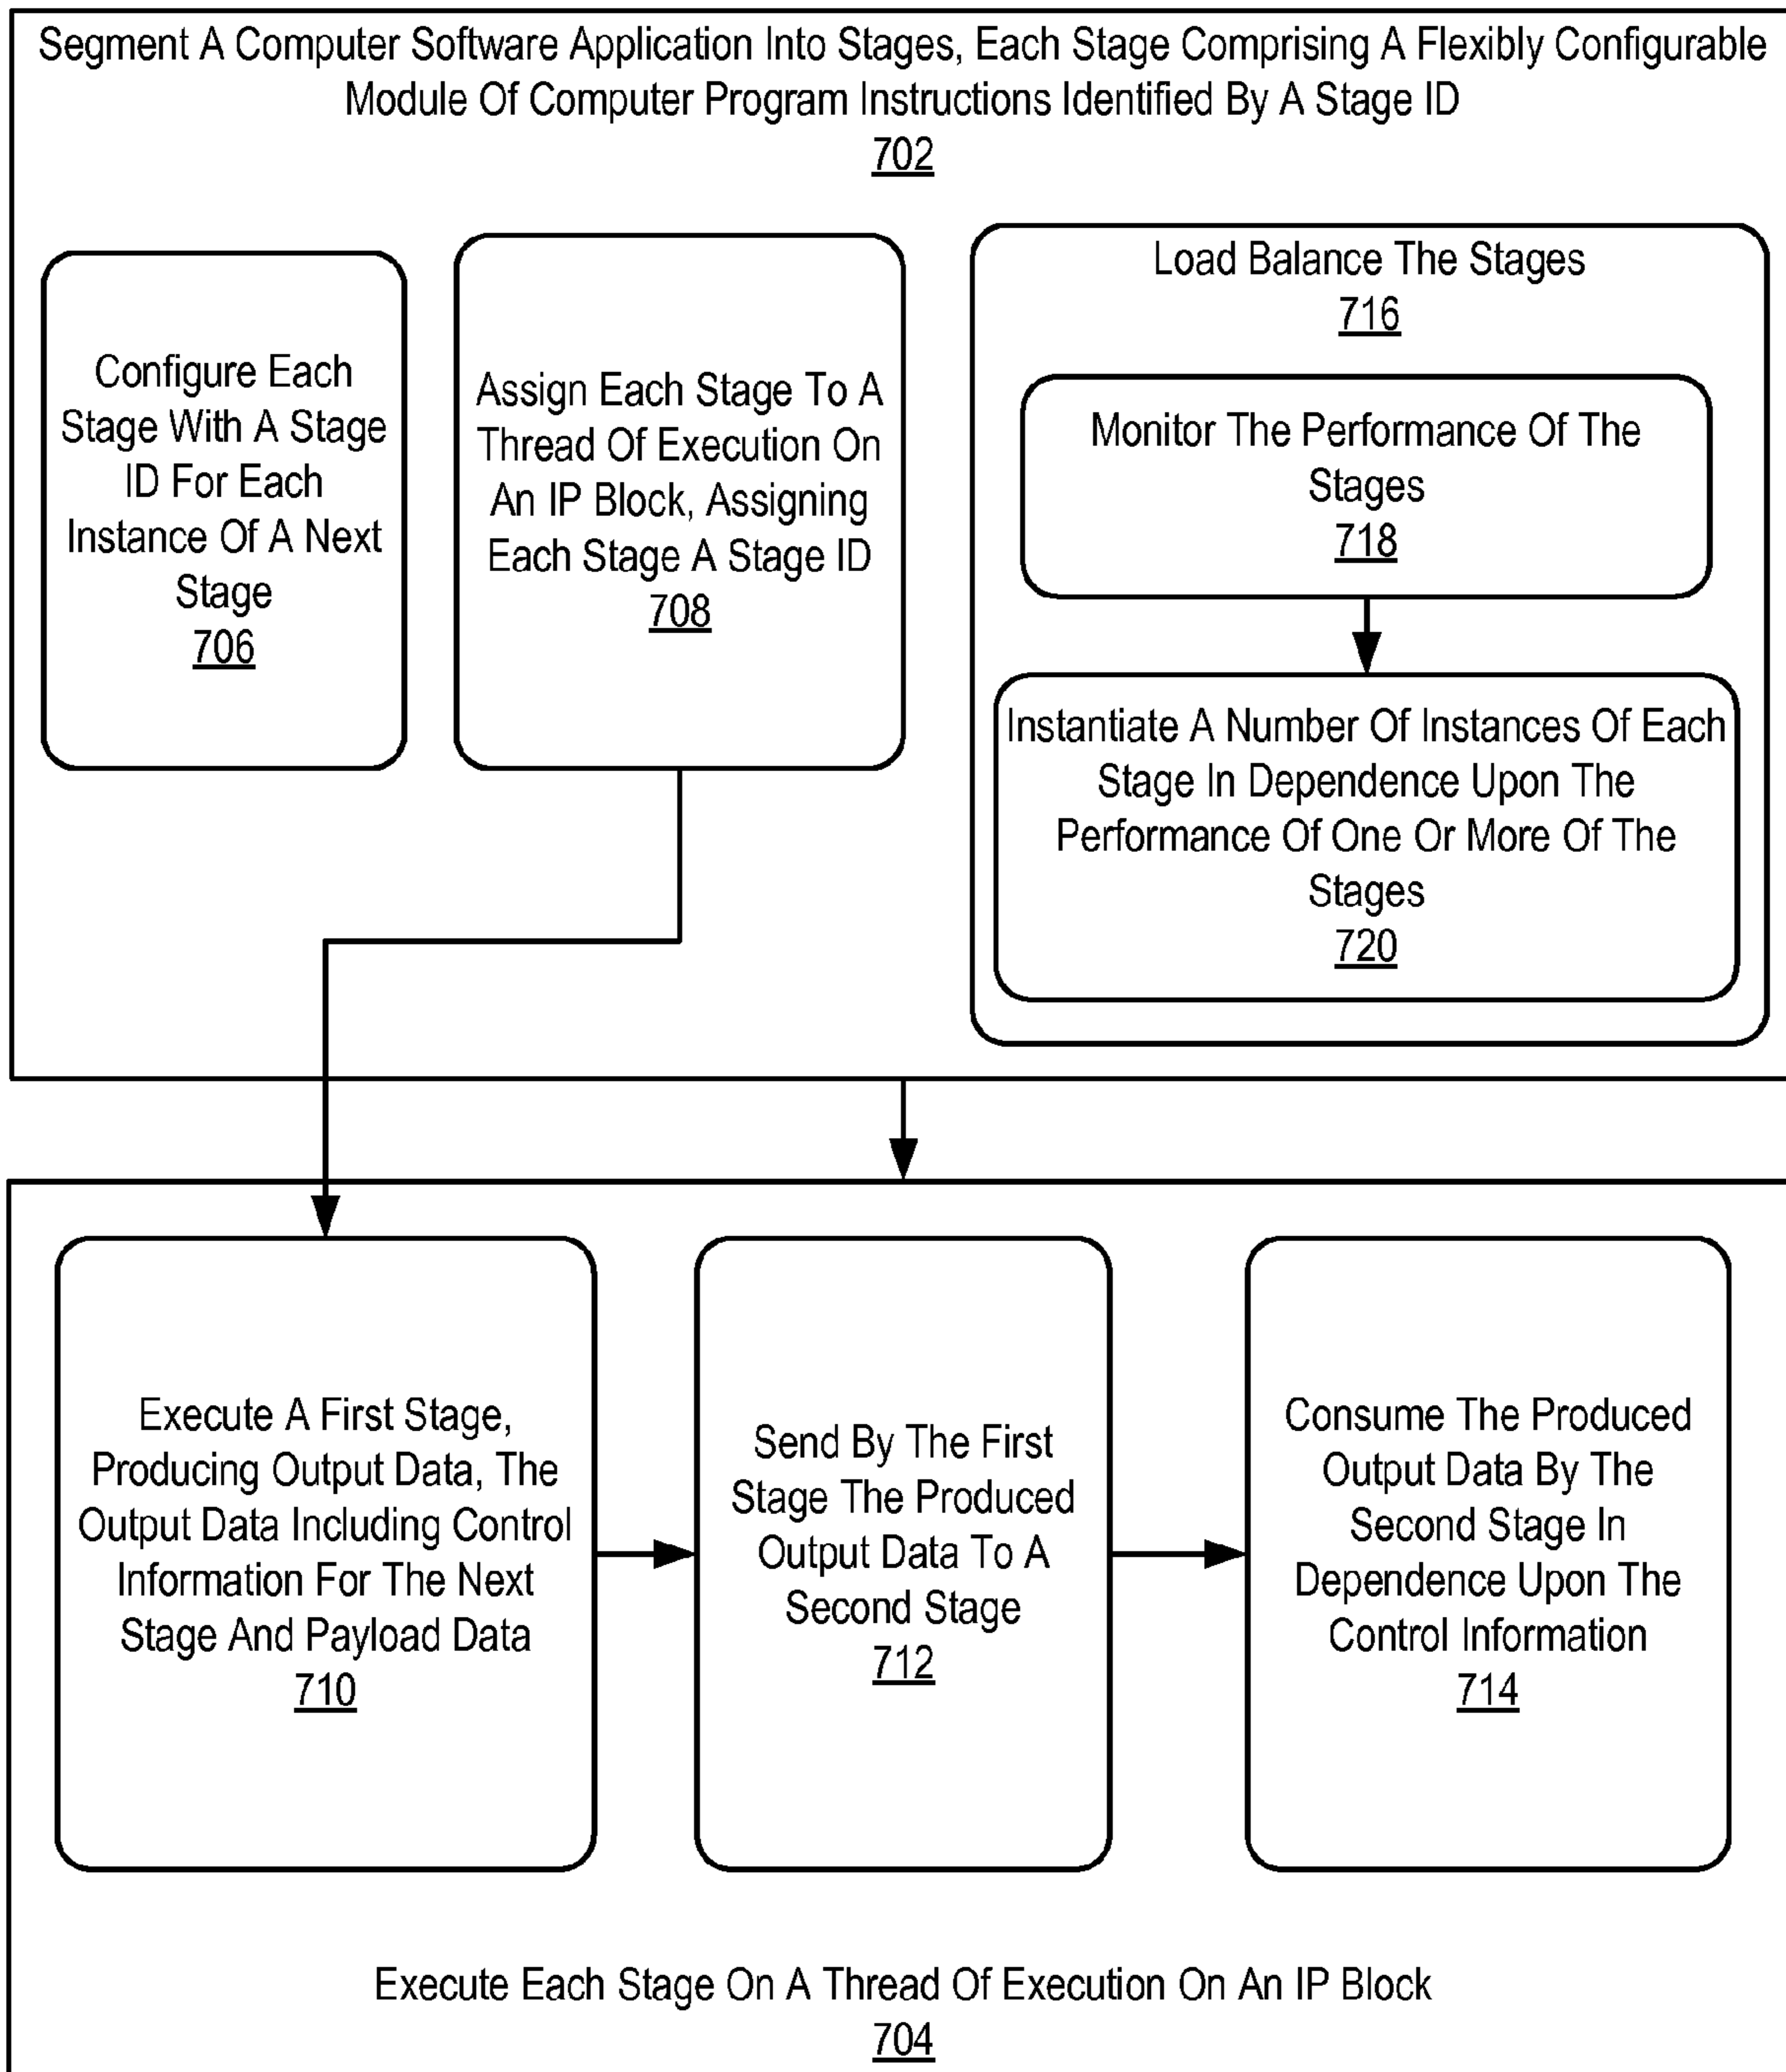 Segment A Computer Software Application Into Stages, Each Stage Comprising A Flexibly Configurable
Module Of Computer Program Instructions Identified By A Stage ID
702
Configure Each
Stage With A Stage
ID For Each
Instance Of A Next
Stage
706
Assign Each Stage To A
Thread Of Execution On
An IP Block, Assigning
Each Stage A Stage ID
708
Load Balance The Stages
716
Monitor The Performance Of The
Stages
718
Instantiate A Number Of Instances Of Each
Stage In Dependence Upon The
Performance Of One Or More Of The
Stages
720
Execute A First Stage,
Producing Output Data, The
Output Data Including Control
Information For The Next
Stage And Payload Data
710
Send By The First
Stage The Produced
Output Data To A
Second Stage
712
Consume The Produced
Output Data By The
Second Stage In
Dependence Upon The
Control Information
714
Execute Each Stage On A Thread Of Execution On An IP Block
704